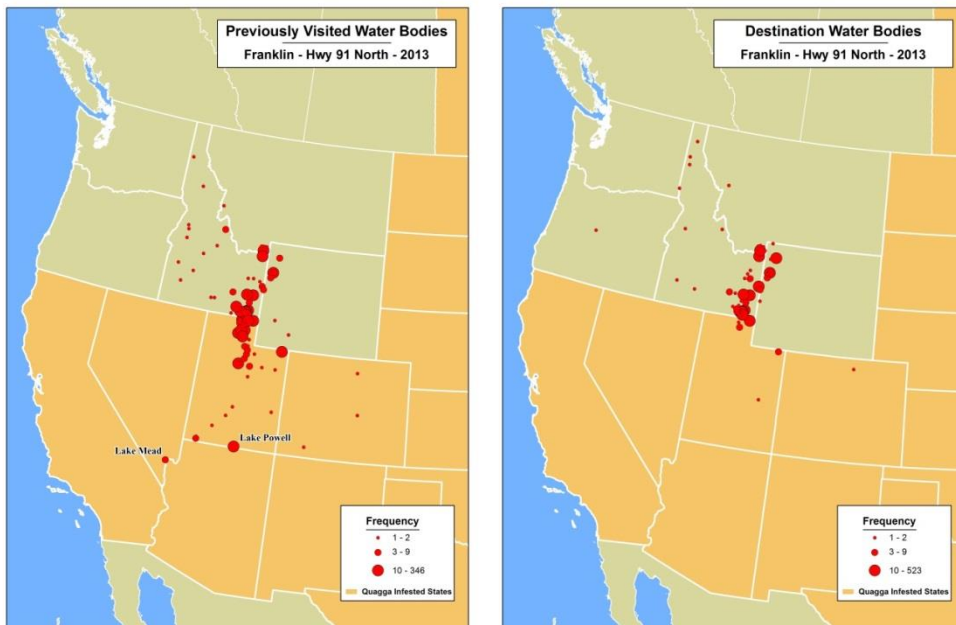 Previously Visited Water Bodies
Franklin - Hwy 91 North - 2013
Lake Mead
Lake Powell
Frequency
1 - 2
3 - 9
10 - 346
Quagga Infested States
Destination Water Bodies
Franklin - Hwy 91 North - 2013
Frequency
1 - 2
3 - 9
10 - 523
Quagga Infested States